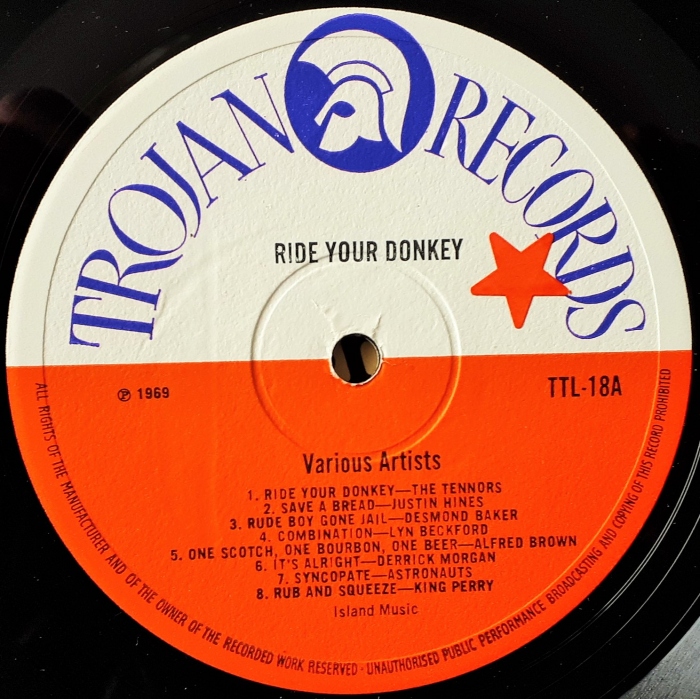 TROJAN RECORDS
RIDE YOUR DONKEY
℗ 1969
TTL-18A
Various Artists
1. RIDE YOUR DONKEY—THE TENNORS
2. SAVE A BREAD—JUSTIN HINES
3. RUDE BOY GONE JAIL—DESMOND BAKER
4. COMBINATION—LYN BECKFORD
5. ONE SCOTCH, ONE BOURBON, ONE BEER—ALFRED BROWN
6. IT'S ALRIGHT—DERRICK MORGAN
7. SYNCOPATE—ASTRONAUTS
8. RUB AND SQUEEZE—KING PERRY
Island Music
ALL RIGHTS OF THE MANUFACTURER AND OF THE OWNER OF THE RECORDED WORK RESERVED · UNAUTHORISED PUBLIC PERFORMANCE BROADCASTING AND COPYING OF THIS RECORD PROHIBITED